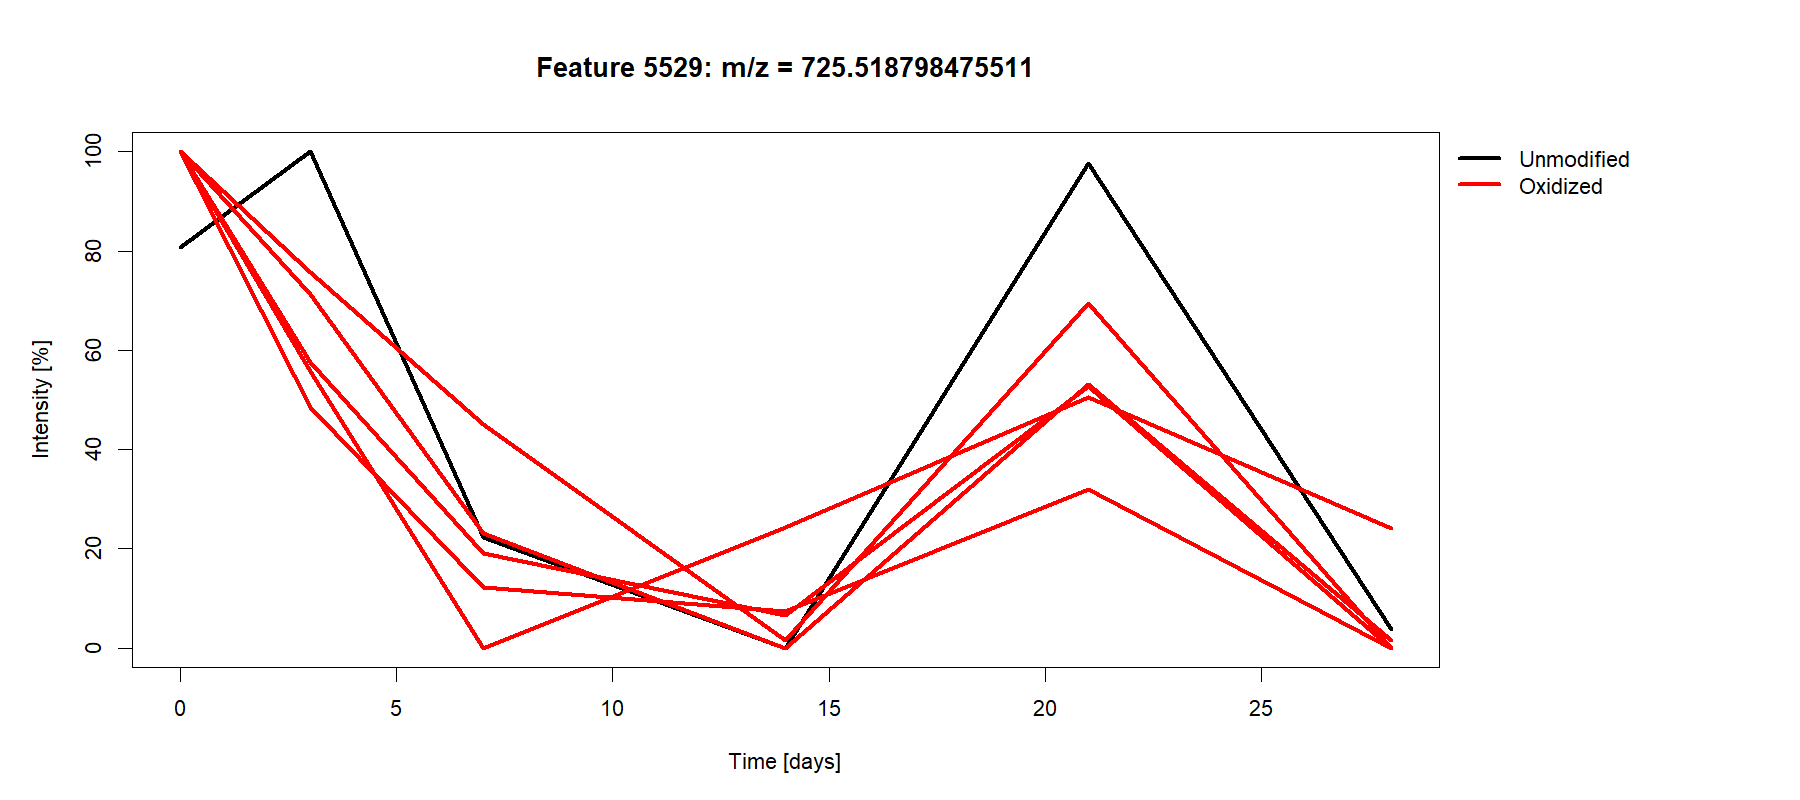 Feature 5529: m/z = 725.518798475511
Unmodified
Oxidized
Intensity [%]
100
80
60
40
20
0
0 5 10 15 20 25
Time [days]